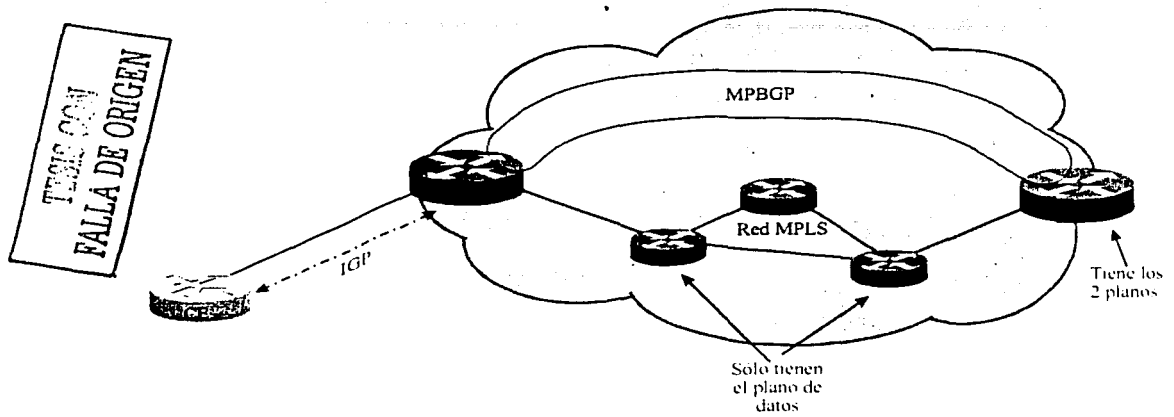 TESIS CON
FALLA DE ORIGEN
MPBGP
Red MPLS
IGP
CE
Tiene los
2 planos
Sólo tienen
el plano de
datos